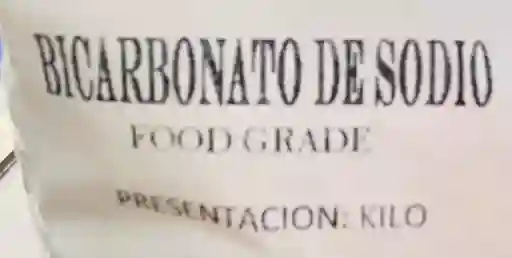 BICARBONATO DE SODIO
FOOD GRADE
PRESENTACION: KILO